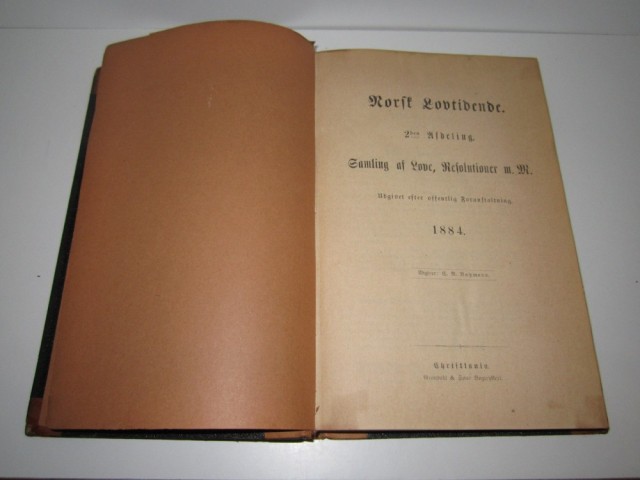 Norsk Lovtidende.
2den Afdeling.
Samling af Love, Resolutioner m. M.
Udgivet efter offentlig Foranstaltning.
1884.
Christiania.